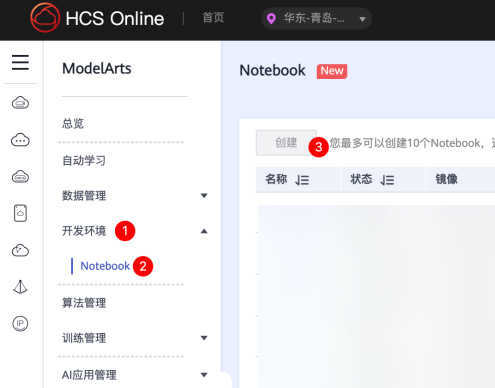 HCS Online
首页
华东-青岛-...
ModelArts
总览
自动学习
数据管理
开发环境 1
Notebook 2
算法管理
训练管理
AI应用管理
Notebook New
创建 3 您最多可以创建10个Notebook,
名称 状态 镜像
IP